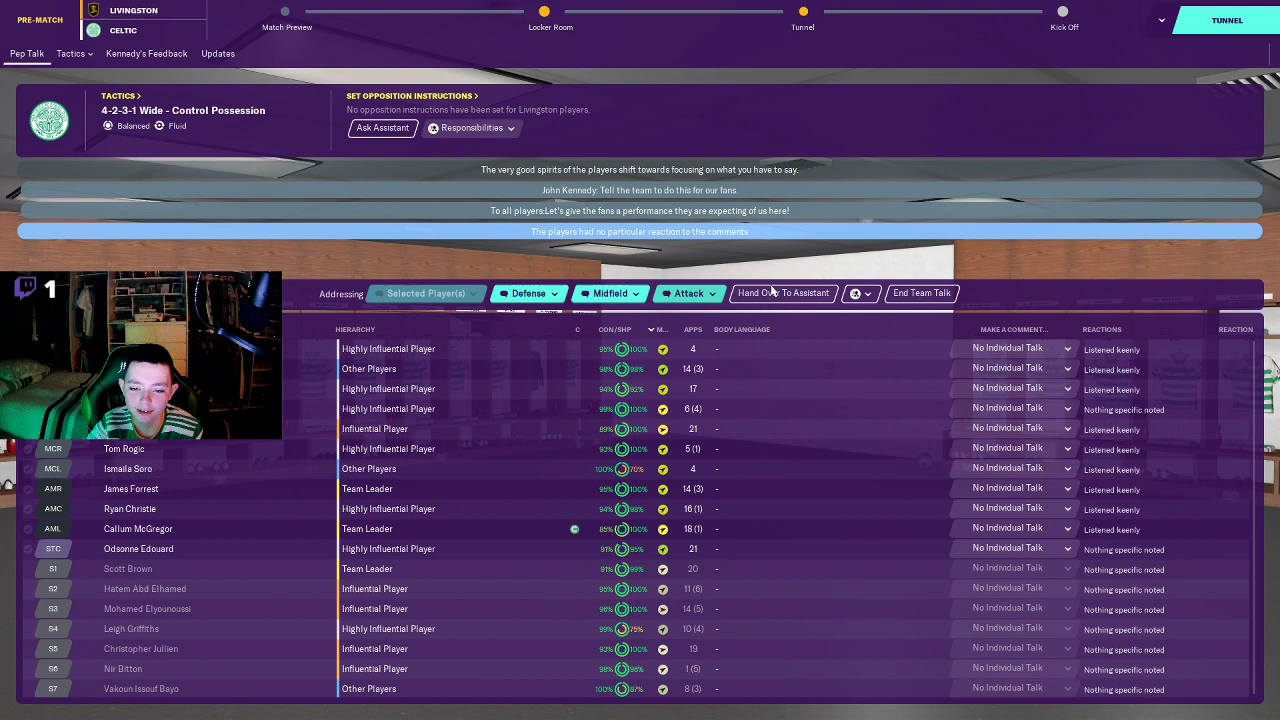 PRE-MATCH
LIVINGSTON
CELTIC
Match Preview
Locker Room
Tunnel
Kick Off
TUNNEL
Pep Talk Tactics Kennedy's Feedback Updates
TACTICS >
4-2-3-1 Wide - Control Possession
Balanced Fluid
SET OPPOSITION INSTRUCTIONS >
No opposition instructions have been set for Livingston players.
Ask Assistant Responsibilities
The very good spirits of the players shift towards focusing on what you have to say.
John Kennedy: Tell the team to do this for our fans.
To all players:Let's give the fans a performance they are expecting of us here!
The players had no particular reaction to the comments
1
Addressing Selected Player(s) Defense Midfield Attack Hand Over To Assistant End Team Talk
HIERARCHY C CON/SHP M... APPS BODY LANGUAGE MAKE A COMMENT... REACTIONS REACTION
Highly Influential Player 95% 100% 4 - No Individual Talk Listened keenly
Other Players 98% 98% 14 (3) - No Individual Talk Listened keenly
Highly Influential Player 94% 92% 17 - No Individual Talk Listened keenly
Highly Influential Player 99% 100% 6 (4) - No Individual Talk Nothing specific noted
Influential Player 89% 100% 21 - No Individual Talk Listened keenly
MCR Tom Rogic Highly Influential Player 93% 100% 5 (1) - No Individual Talk Listened keenly
MCL Ismaila Soro Other Players 100% 70% 4 - No Individual Talk Listened keenly
AMR James Forrest Team Leader 95% 100% 14 (3) - No Individual Talk Listened keenly
AMC Ryan Christie Highly Influential Player 94% 98% 16 (1) - No Individual Talk Listened keenly
AML Callum McGregor Team Leader C 85% 100% 18 (1) - No Individual Talk Listened keenly
STC Odsonne Edouard Highly Influential Player 91% 95% 21 - No Individual Talk Nothing specific noted
S1 Scott Brown Team Leader 91% 99% 20 - No Individual Talk Nothing specific noted
S2 Hatem Abd Elhamed Influential Player 95% 100% 11 (6) - No Individual Talk Nothing specific noted
S3 Mohamed Elyounoussi Influential Player 96% 100% 14 (5) - No Individual Talk Nothing specific noted
S4 Leigh Griffiths Highly Influential Player 99% 75% 10 (4) - No Individual Talk Nothing specific noted
S5 Christopher Jullien Influential Player 93% 100% 19 - No Individual Talk Nothing specific noted
S6 Nir Bitton Influential Player 98% 96% 1 (5) - No Individual Talk Nothing specific noted
S7 Vakoun Issouf Bayo Other Players 100% 87% 8 (3) - No Individual Talk Nothing specific noted